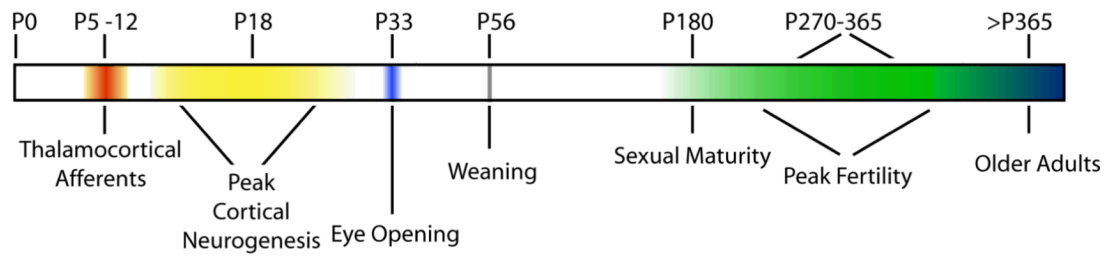 P0 P5 -12 P18 P33 P56 P180 P270-365 >P365
Thalamocortical
Afferents
Peak
Cortical
Neurogenesis
Eye Opening
Weaning
Sexual Maturity
Peak Fertility
Older Adults